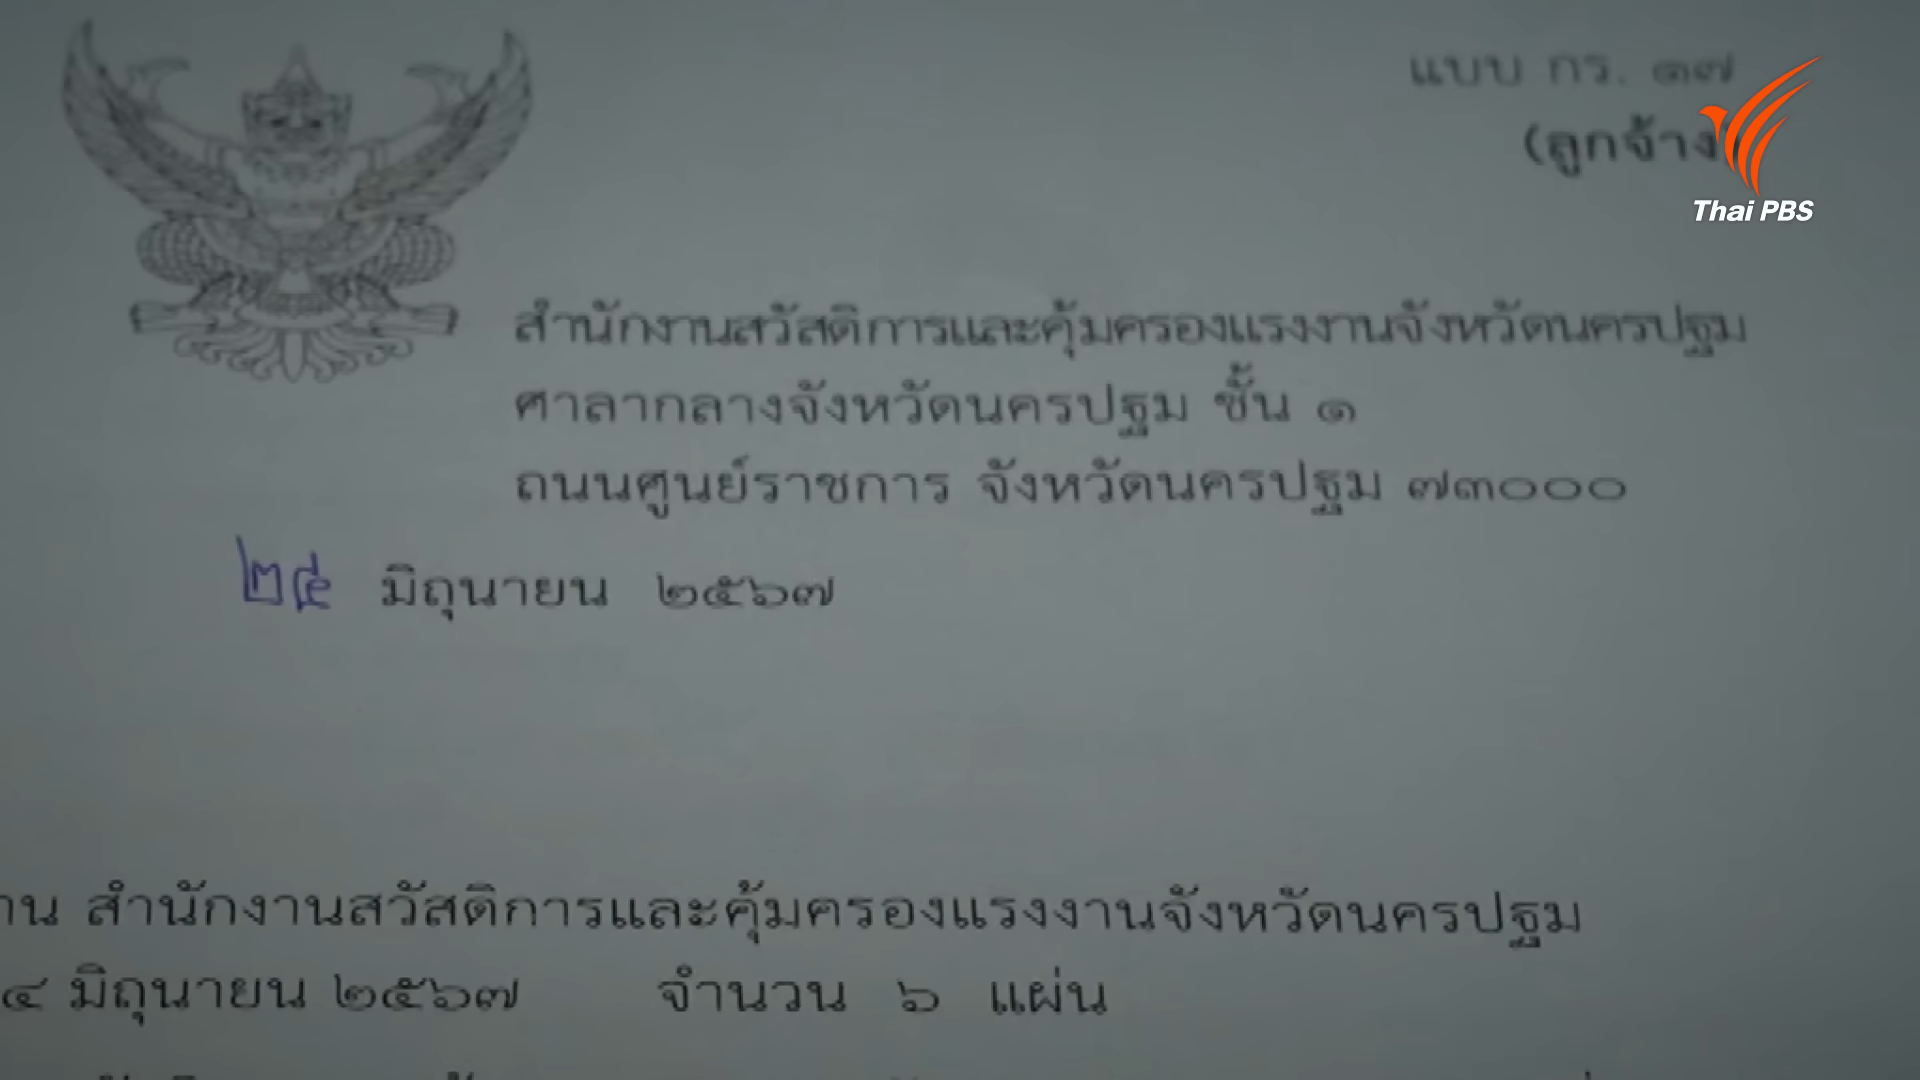 แบบ กร. ๑๗
(ลูกจ้าง)
Thai PBS
สำนักงานสวัสดิการและคุ้มครองแรงงานจังหวัดนครปฐม
ศาลากลางจังหวัดนครปฐม ชั้น ๑
ถนนศูนย์ราชการ จังหวัดนครปฐม ๗๓๐๐๐
๒๔ มิถุนายน ๒๕๖๗
าน สำนักงานสวัสดิการและคุ้มครองแรงงานจังหวัดนครปฐม
๔ มิถุนายน ๒๕๖๗ จำนวน ๖ แผ่น